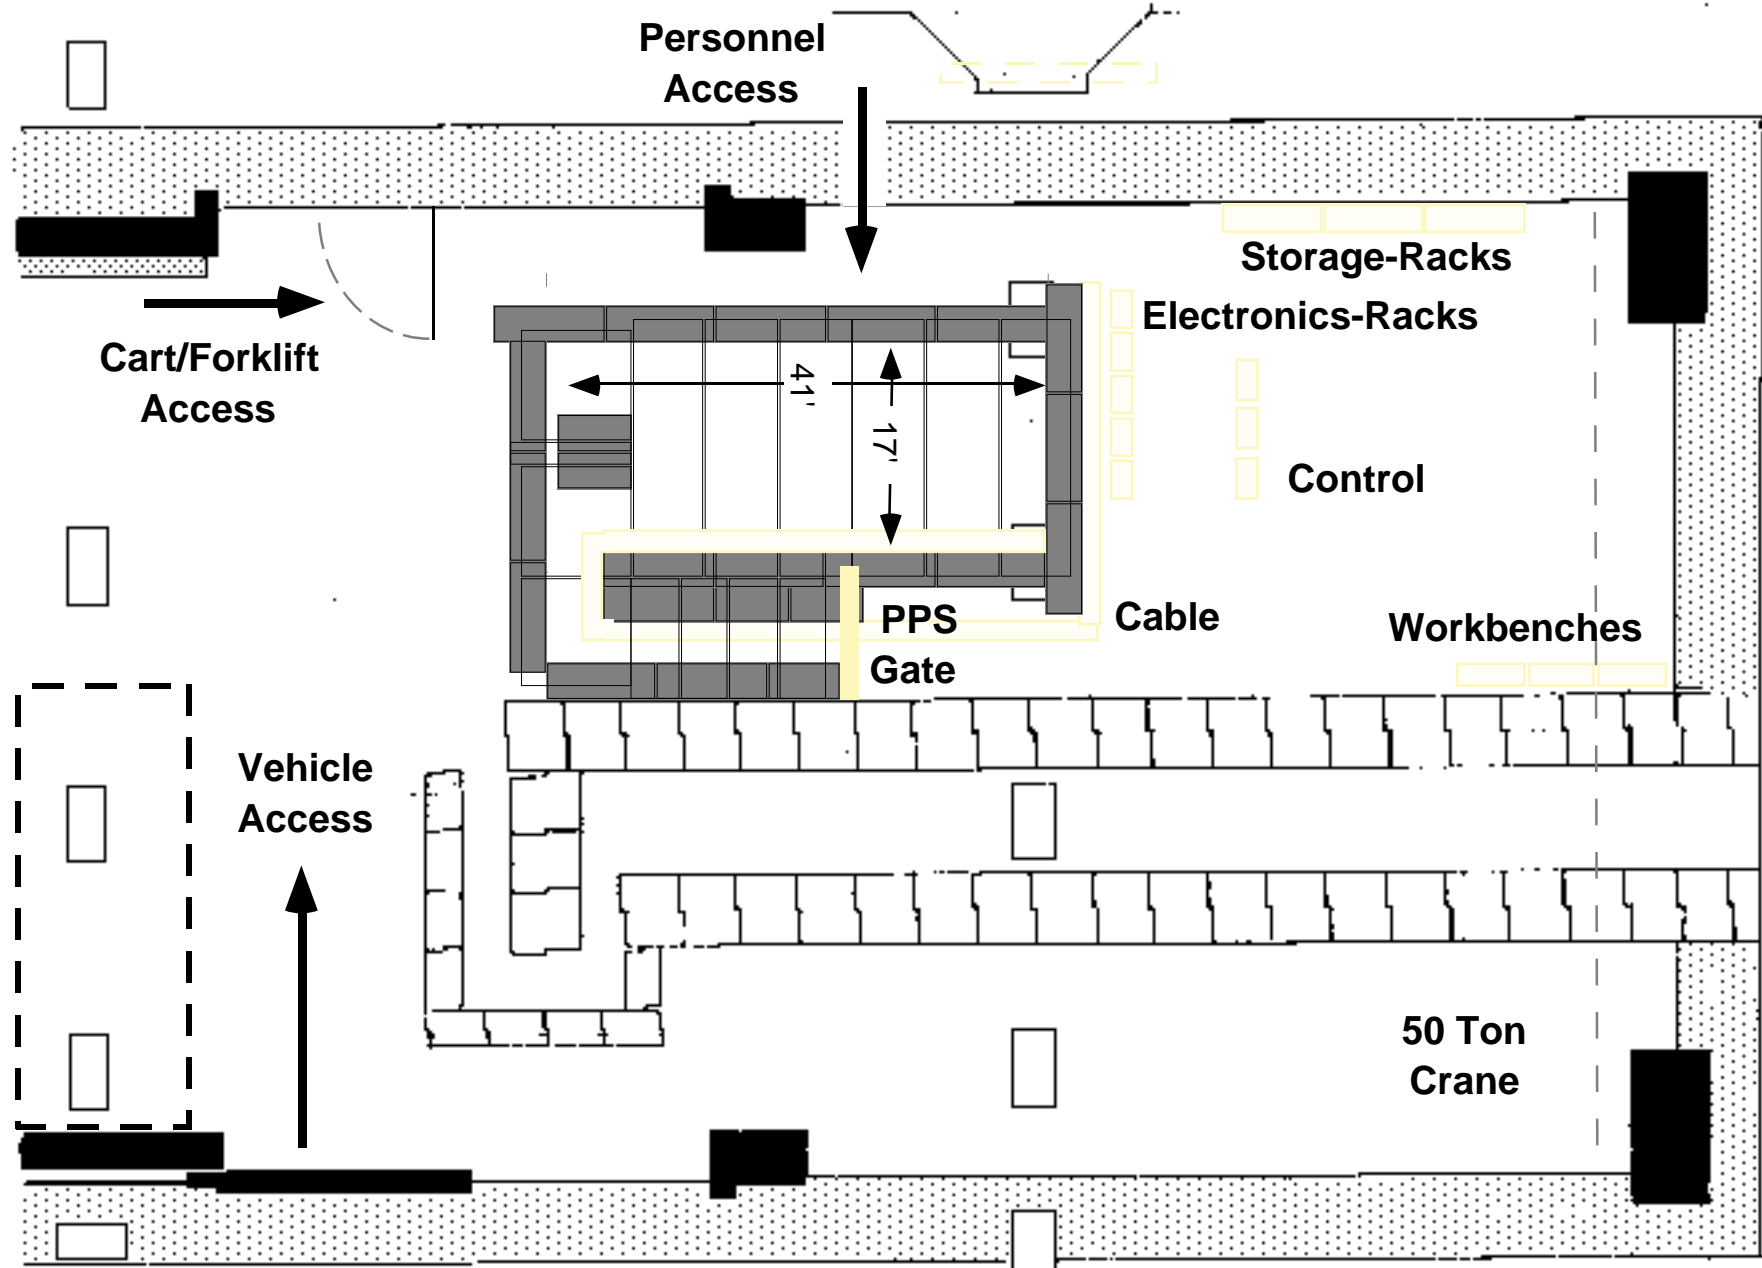 Personnel
Access
Storage-Racks
Electronics-Racks
Cart/Forklift
Access
41'
17'
Control
PPS
Gate
Cable
Workbenches
Vehicle
Access
50 Ton
Crane